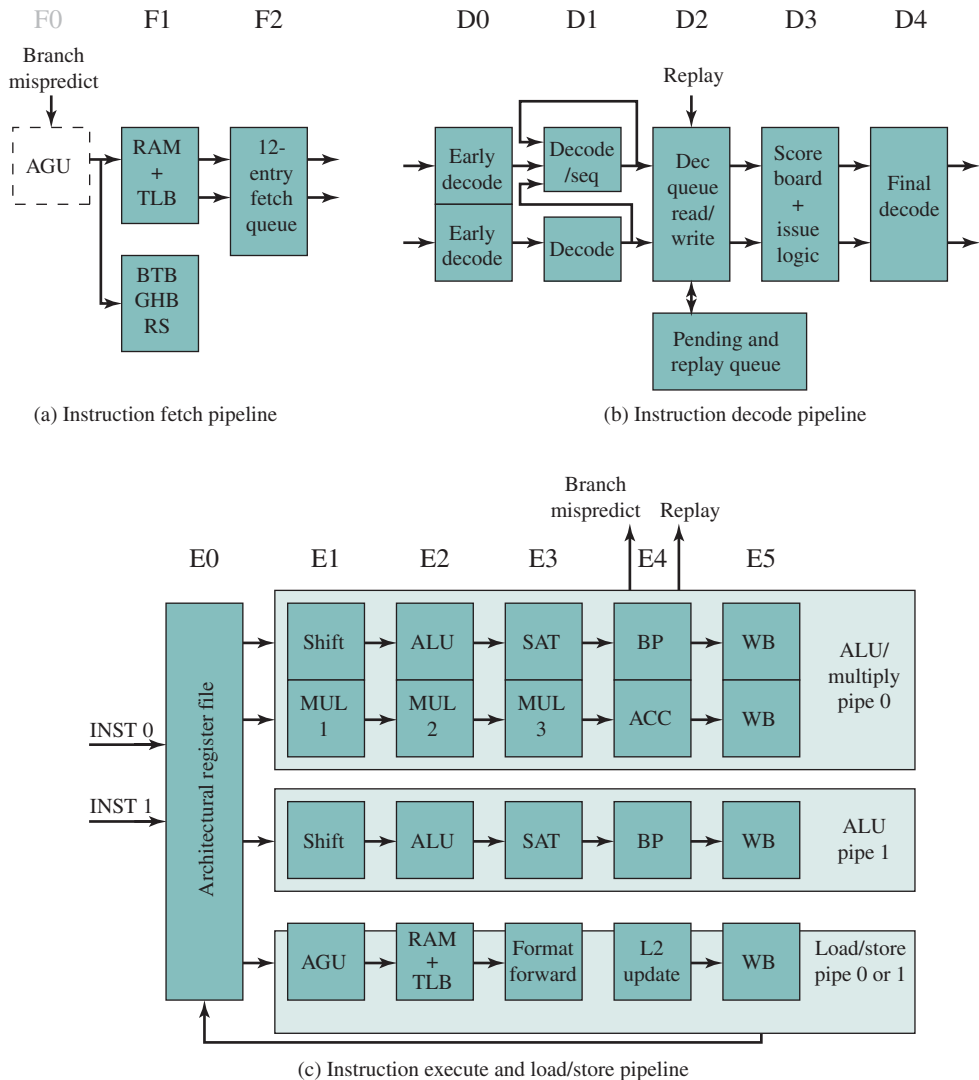 F0 F1 F2 D0 D1 D2 D3 D4
Branch
mispredict
AGU
RAM
+
TLB
12-
entry
fetch
queue
BTB
GHB
RS
(a) Instruction fetch pipeline
Replay
Early
decode
Early
decode
Decode
/seq
Decode
Dec
queue
read/
write
Score
board
+
issue
logic
Final
decode
Pending and
replay queue
(b) Instruction decode pipeline
Branch
mispredict
Replay
E0 E1 E2 E3 E4 E5
INST 0
INST 1
Architectural register file
Shift
ALU
SAT
BP
WB
MUL
1
MUL
2
MUL
3
ACC
WB
ALU/
multiply
pipe 0
Shift
ALU
SAT
BP
WB
ALU
pipe 1
AGU
RAM
+
TLB
Format
forward
L2
update
WB
Load/store
pipe 0 or 1
(c) Instruction execute and load/store pipeline